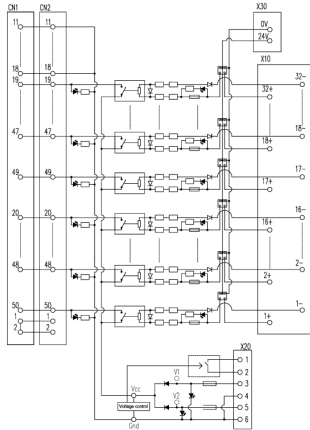 CN1 CN2 X30
11 11 0V
24V
X10
18 18
19 19 32- 32+
47 47 18- 18+
49 49 17- 17+
20 20 16- 16+
48 48 2- 2+
50 50 1- 1+
1 1
2 2
X20
1
V1 2
Vcc 3
V2 4
Voltage control 5
Gnd 6